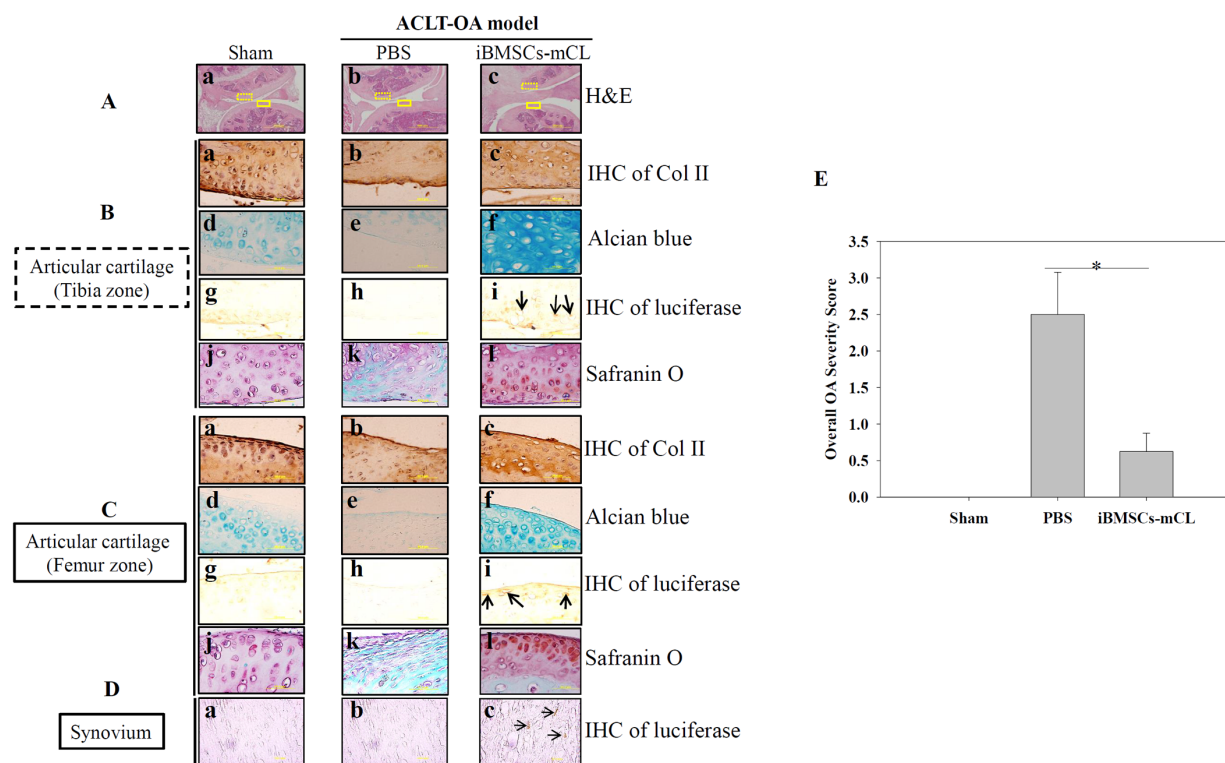 ACLT-OA model
Sham PBS iBMSCs-mCL
A a b c H&E
a b c IHC of Col II
B
d e f Alcian blue
Articular cartilage
(Tibia zone)
g h i IHC of luciferase
j k l Safranin O
a b c IHC of Col II
C d e f Alcian blue
Articular cartilage
(Femur zone)
g h i IHC of luciferase
j k l Safranin O
D
a b c IHC of luciferase
Synovium
E
Overall OA Severity Score
3.5
3.0
*
2.5
2.0
1.5
1.0
0.5
0.0
Sham PBS iBMSCs-mCL